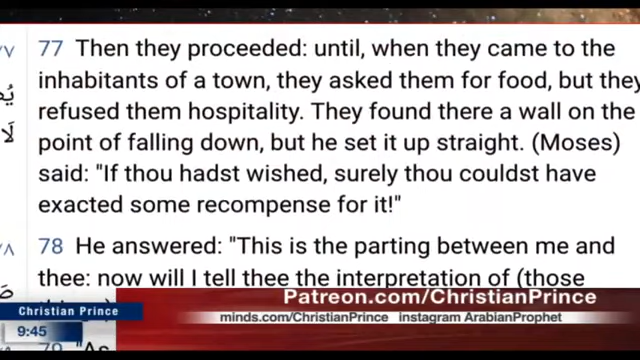 77 Then they proceeded: until, when they came to the
inhabitants of a town, they asked them for food, but they
refused them hospitality. They found there a wall on the
point of falling down, but he set it up straight. (Moses)
said: "If thou hadst wished, surely thou couldst have
exacted some recompense for it!"
78 He answered: "This is the parting between me and
thee: now will I tell thee the interpretation of (those
Patreon.com/ChristianPrince
Christian Prince
minds.com/ChristianPrince instagram ArabianProphet
9:45
79 "As